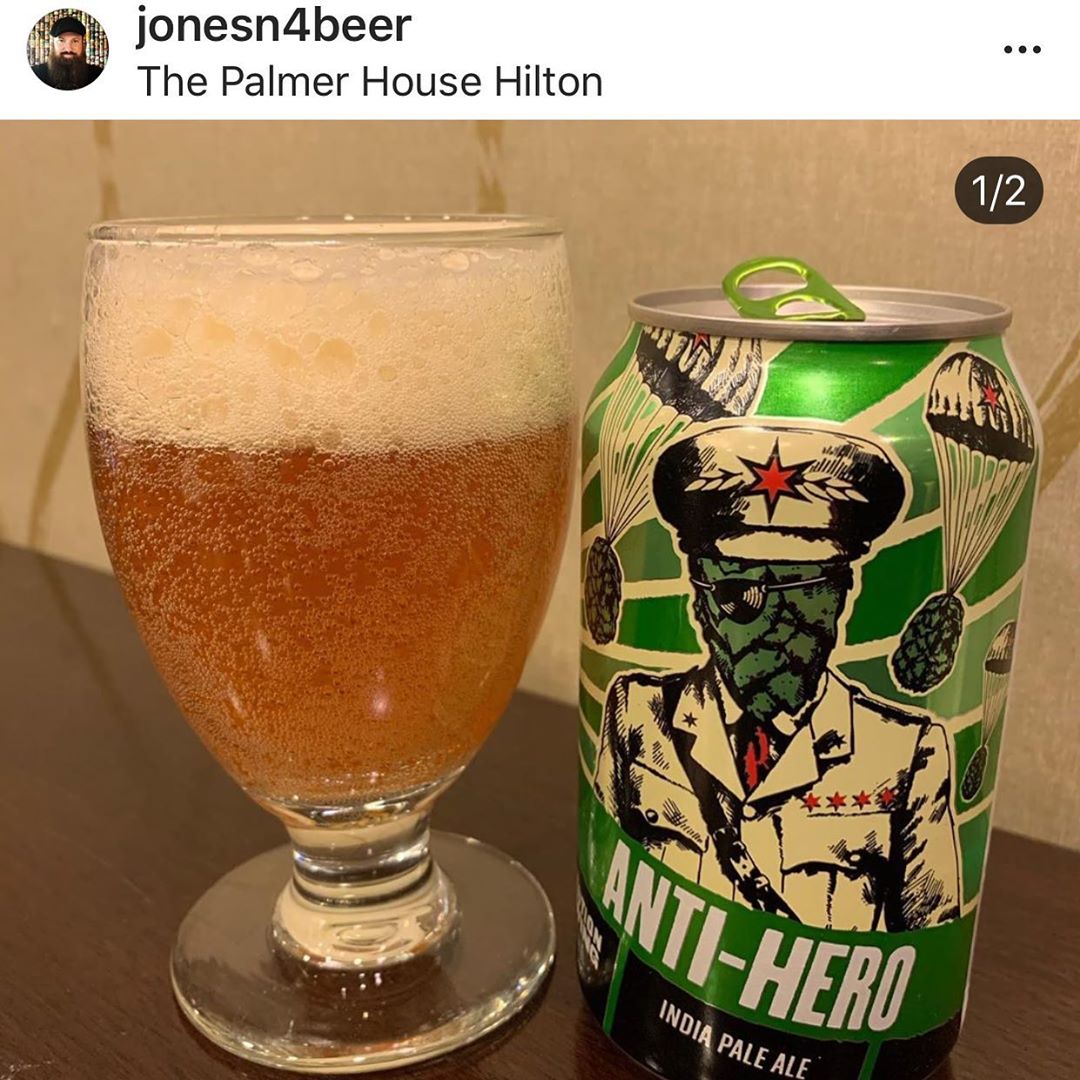 jonesn4beer
The Palmer House Hilton
1/2
ANTI-HERO
INDIA PALE ALE